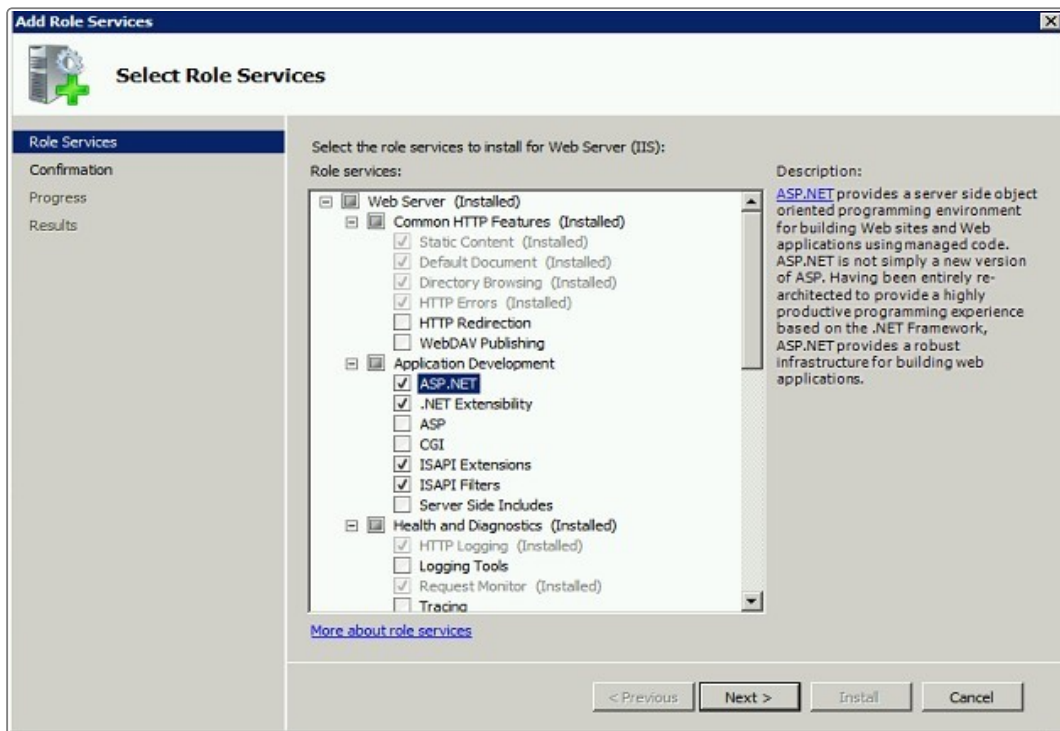 Add Role Services
Select Role Services
Role Services
Confirmation
Progress
Results
Select the role services to install for Web Server (IIS):
Role services:
Web Server (Installed)
Common HTTP Features (Installed)
Static Content (Installed)
Default Document (Installed)
Directory Browsing (Installed)
HTTP Errors (Installed)
HTTP Redirection
WebDAV Publishing
Application Development
ASP.NET
.NET Extensibility
ASP
CGI
ISAPI Extensions
ISAPI Filters
Server Side Includes
Health and Diagnostics (Installed)
HTTP Logging (Installed)
Logging Tools
Request Monitor (Installed)
Tracing
More about role services
Description:
ASP.NET provides a server side object
oriented programming environment
for building Web sites and Web
applications using managed code.
ASP.NET is not simply a new version
of ASP. Having been entirely re-
architected to provide a highly
productive programming experience
based on the .NET Framework,
ASP.NET provides a robust
infrastructure for building web
applications.
< Previous
Next >
Install
Cancel